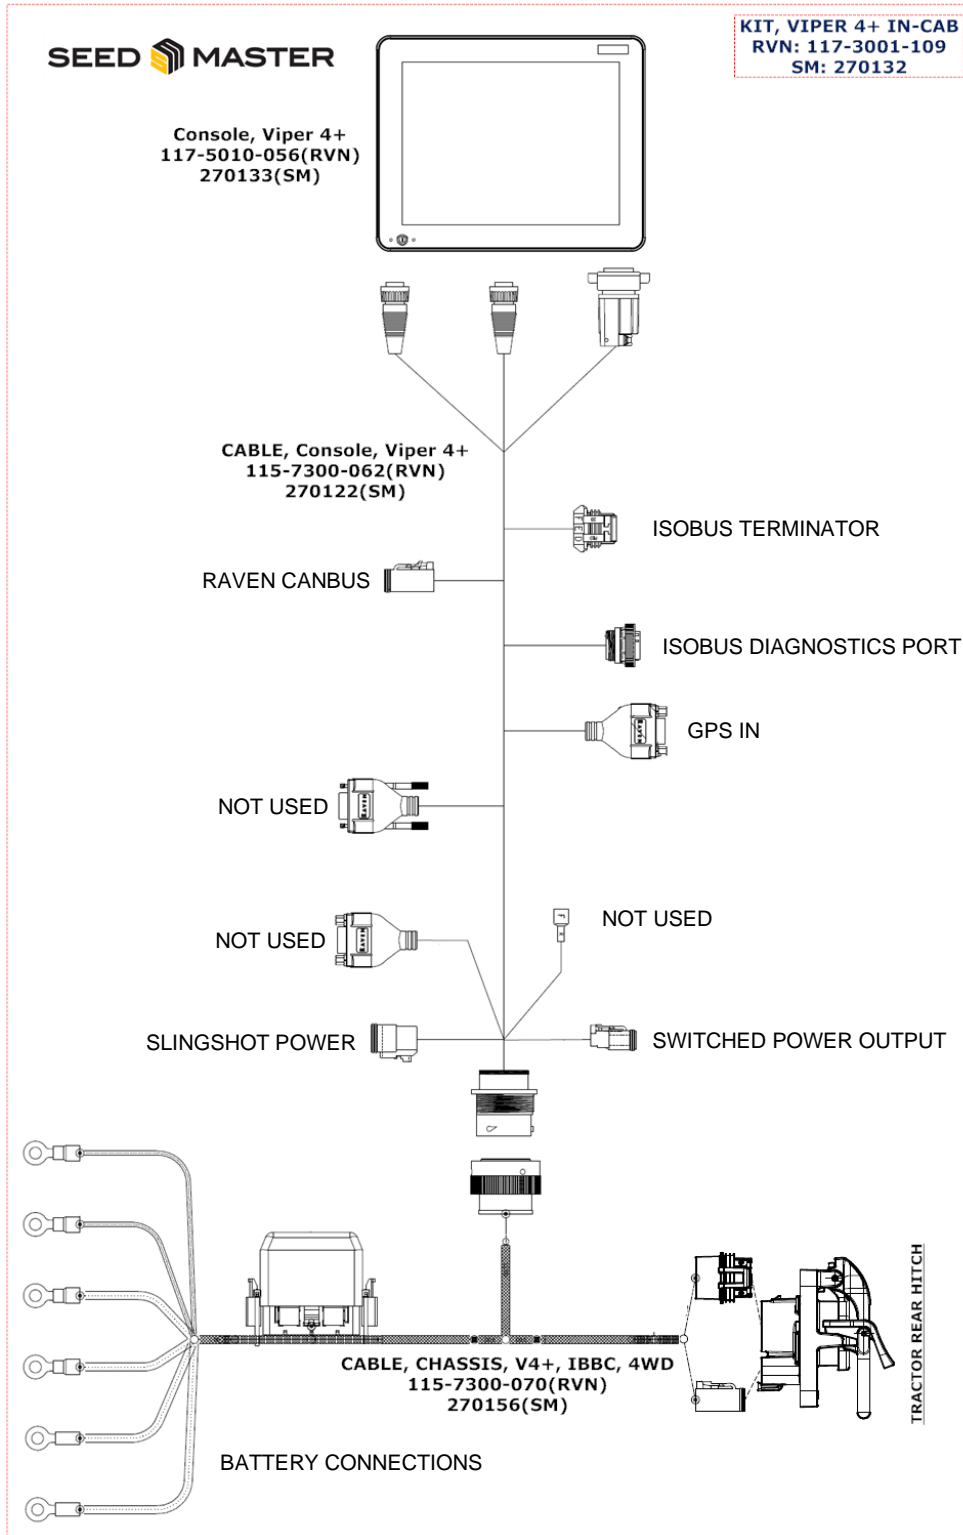 SEED MASTER
KIT, VIPER 4+ IN-CAB
RVN: 117-3001-109
SM: 270132
Console, Viper 4+
117-5010-056(RVN)
270133(SM)
CABLE, Console, Viper 4+
115-7300-062(RVN)
270122(SM)
ISOBUS TERMINATOR
RAVEN CANBUS
ISOBUS DIAGNOSTICS PORT
RAVEN
GPS IN
NOT USED
RAVEN
NOT USED
RAVEN
NOT USED
SLINGSHOT POWER
SWITCHED POWER OUTPUT
TRACTOR REAR HITCH
CABLE, CHASSIS, V4+, IBBC, 4WD
115-7300-070(RVN)
270156(SM)
BATTERY CONNECTIONS